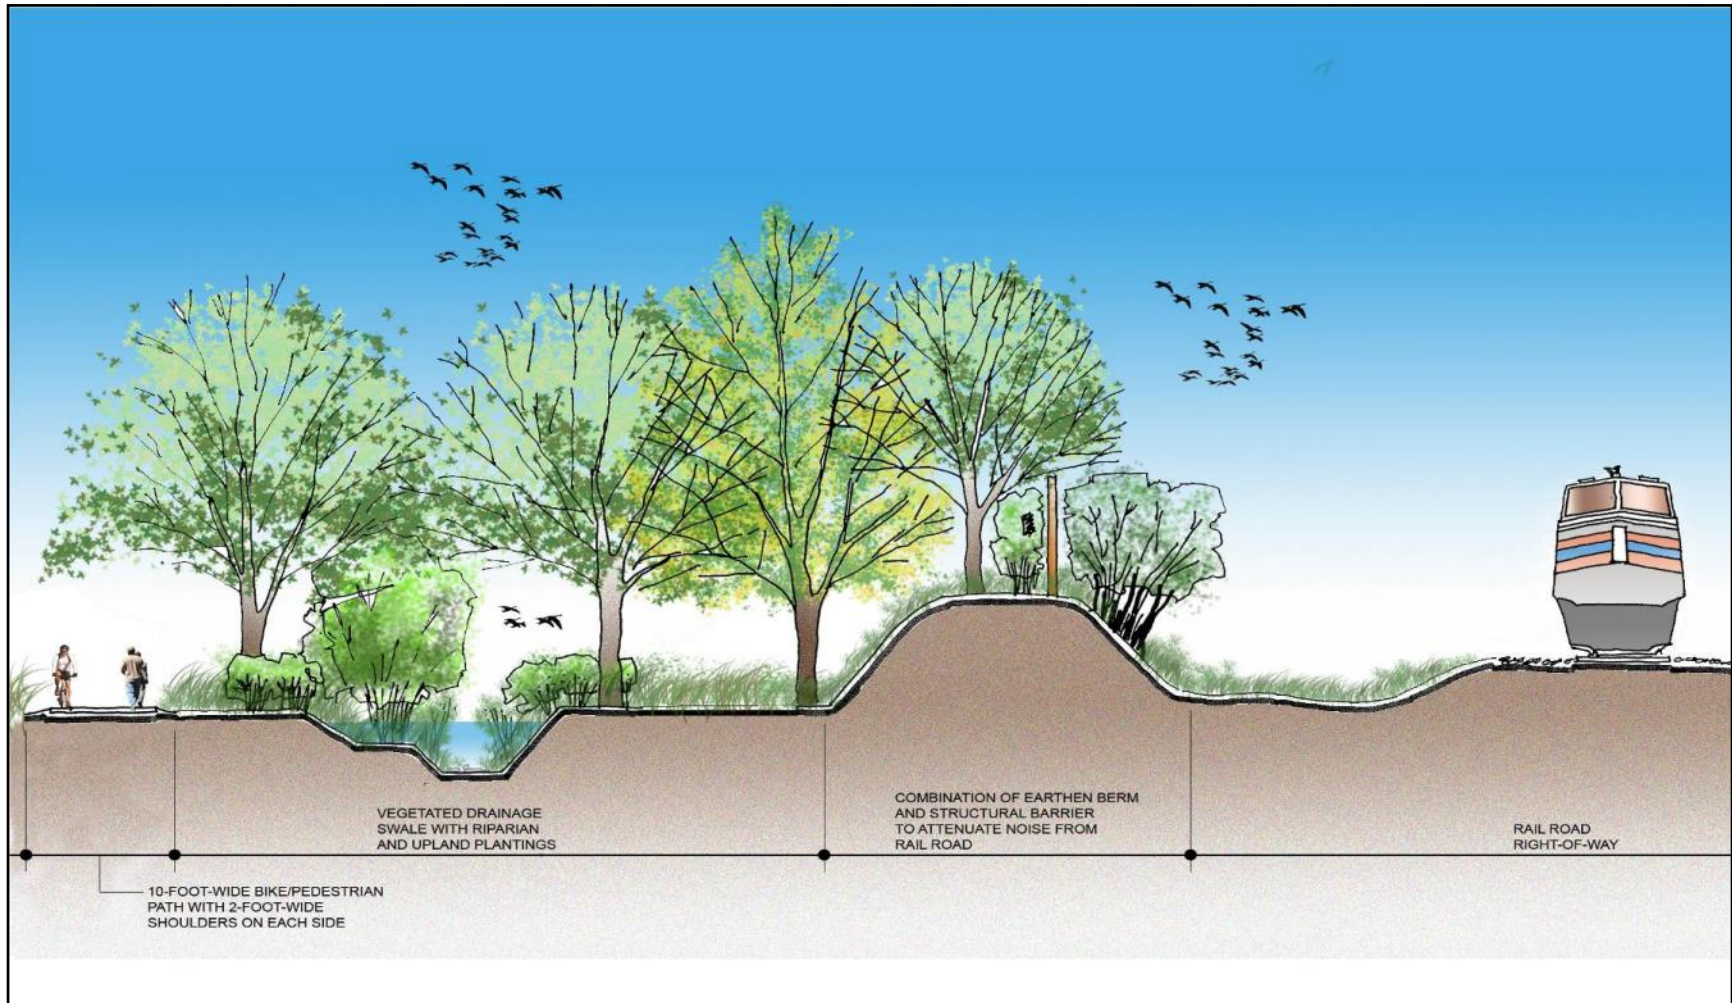 VEGETATED DRAINAGE
SWALE WITH RIPARIAN
AND UPLAND PLANTINGS
COMBINATION OF EARTHEN BERM
AND STRUCTURAL BARRIER
TO ATTENUATE NOISE FROM
RAIL ROAD
RAIL ROAD
RIGHT-OF-WAY
10-FOOT-WIDE BIKE/PEDESTRIAN
PATH WITH 2-FOOT-WIDE
SHOULDERS ON EACH SIDE